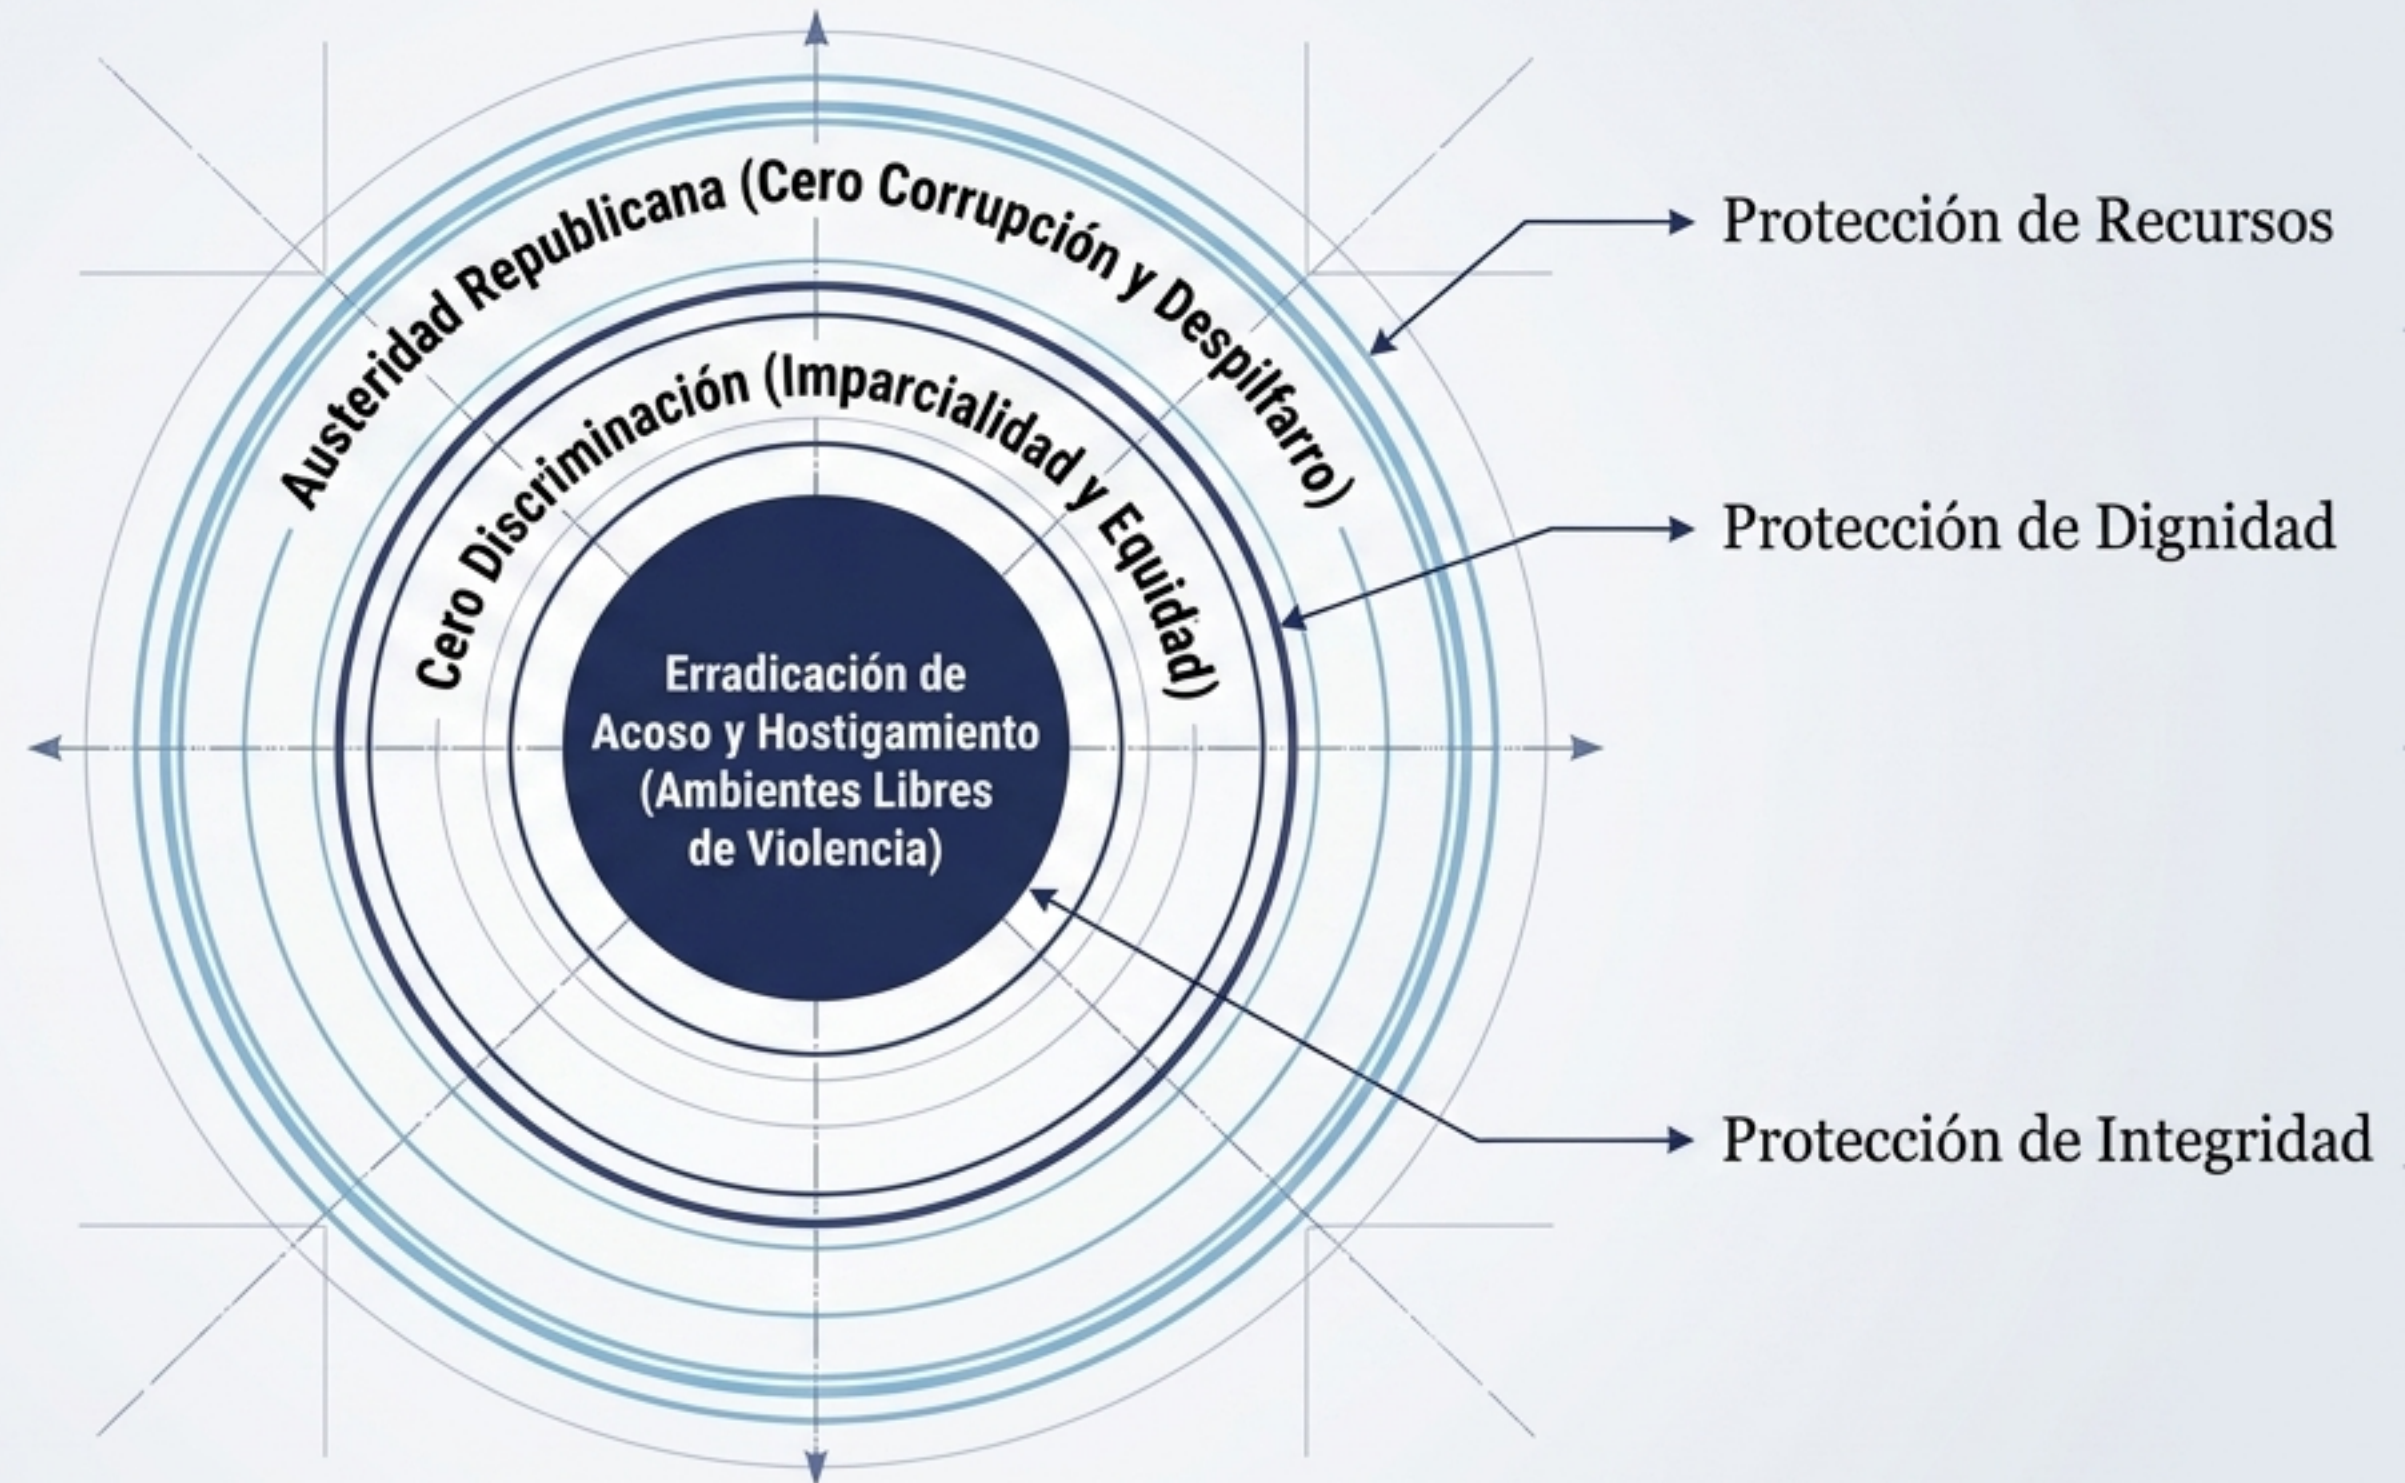 Austeridad Republicana (Cero Corrupción y Despilfarro)
Cero Discriminación (Imparcialidad y Equidad)
Erradicación de
Acoso y Hostigamiento
(Ambientes Libres
de Violencia)
Protección de Recursos
Protección de Dignidad
Protección de Integridad